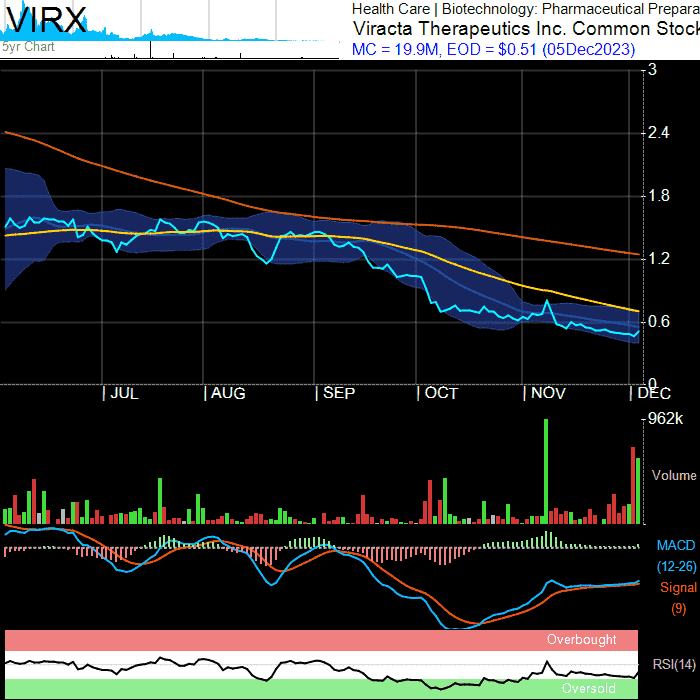 VIRX
5yr Chart
Health Care | Biotechnology: Pharmaceutical Prepara
Viracta Therapeutics Inc. Common Stock
MC = 19.9M, EOD = $0.51 (05Dec2023)
3
2.4
1.8
1.2
0.6
0
| JUL | AUG | SEP | OCT | NOV | DEC
962k
Volume
MACD
(12-26)
Signal
(9)
Overbought
RSI(14)
Oversold